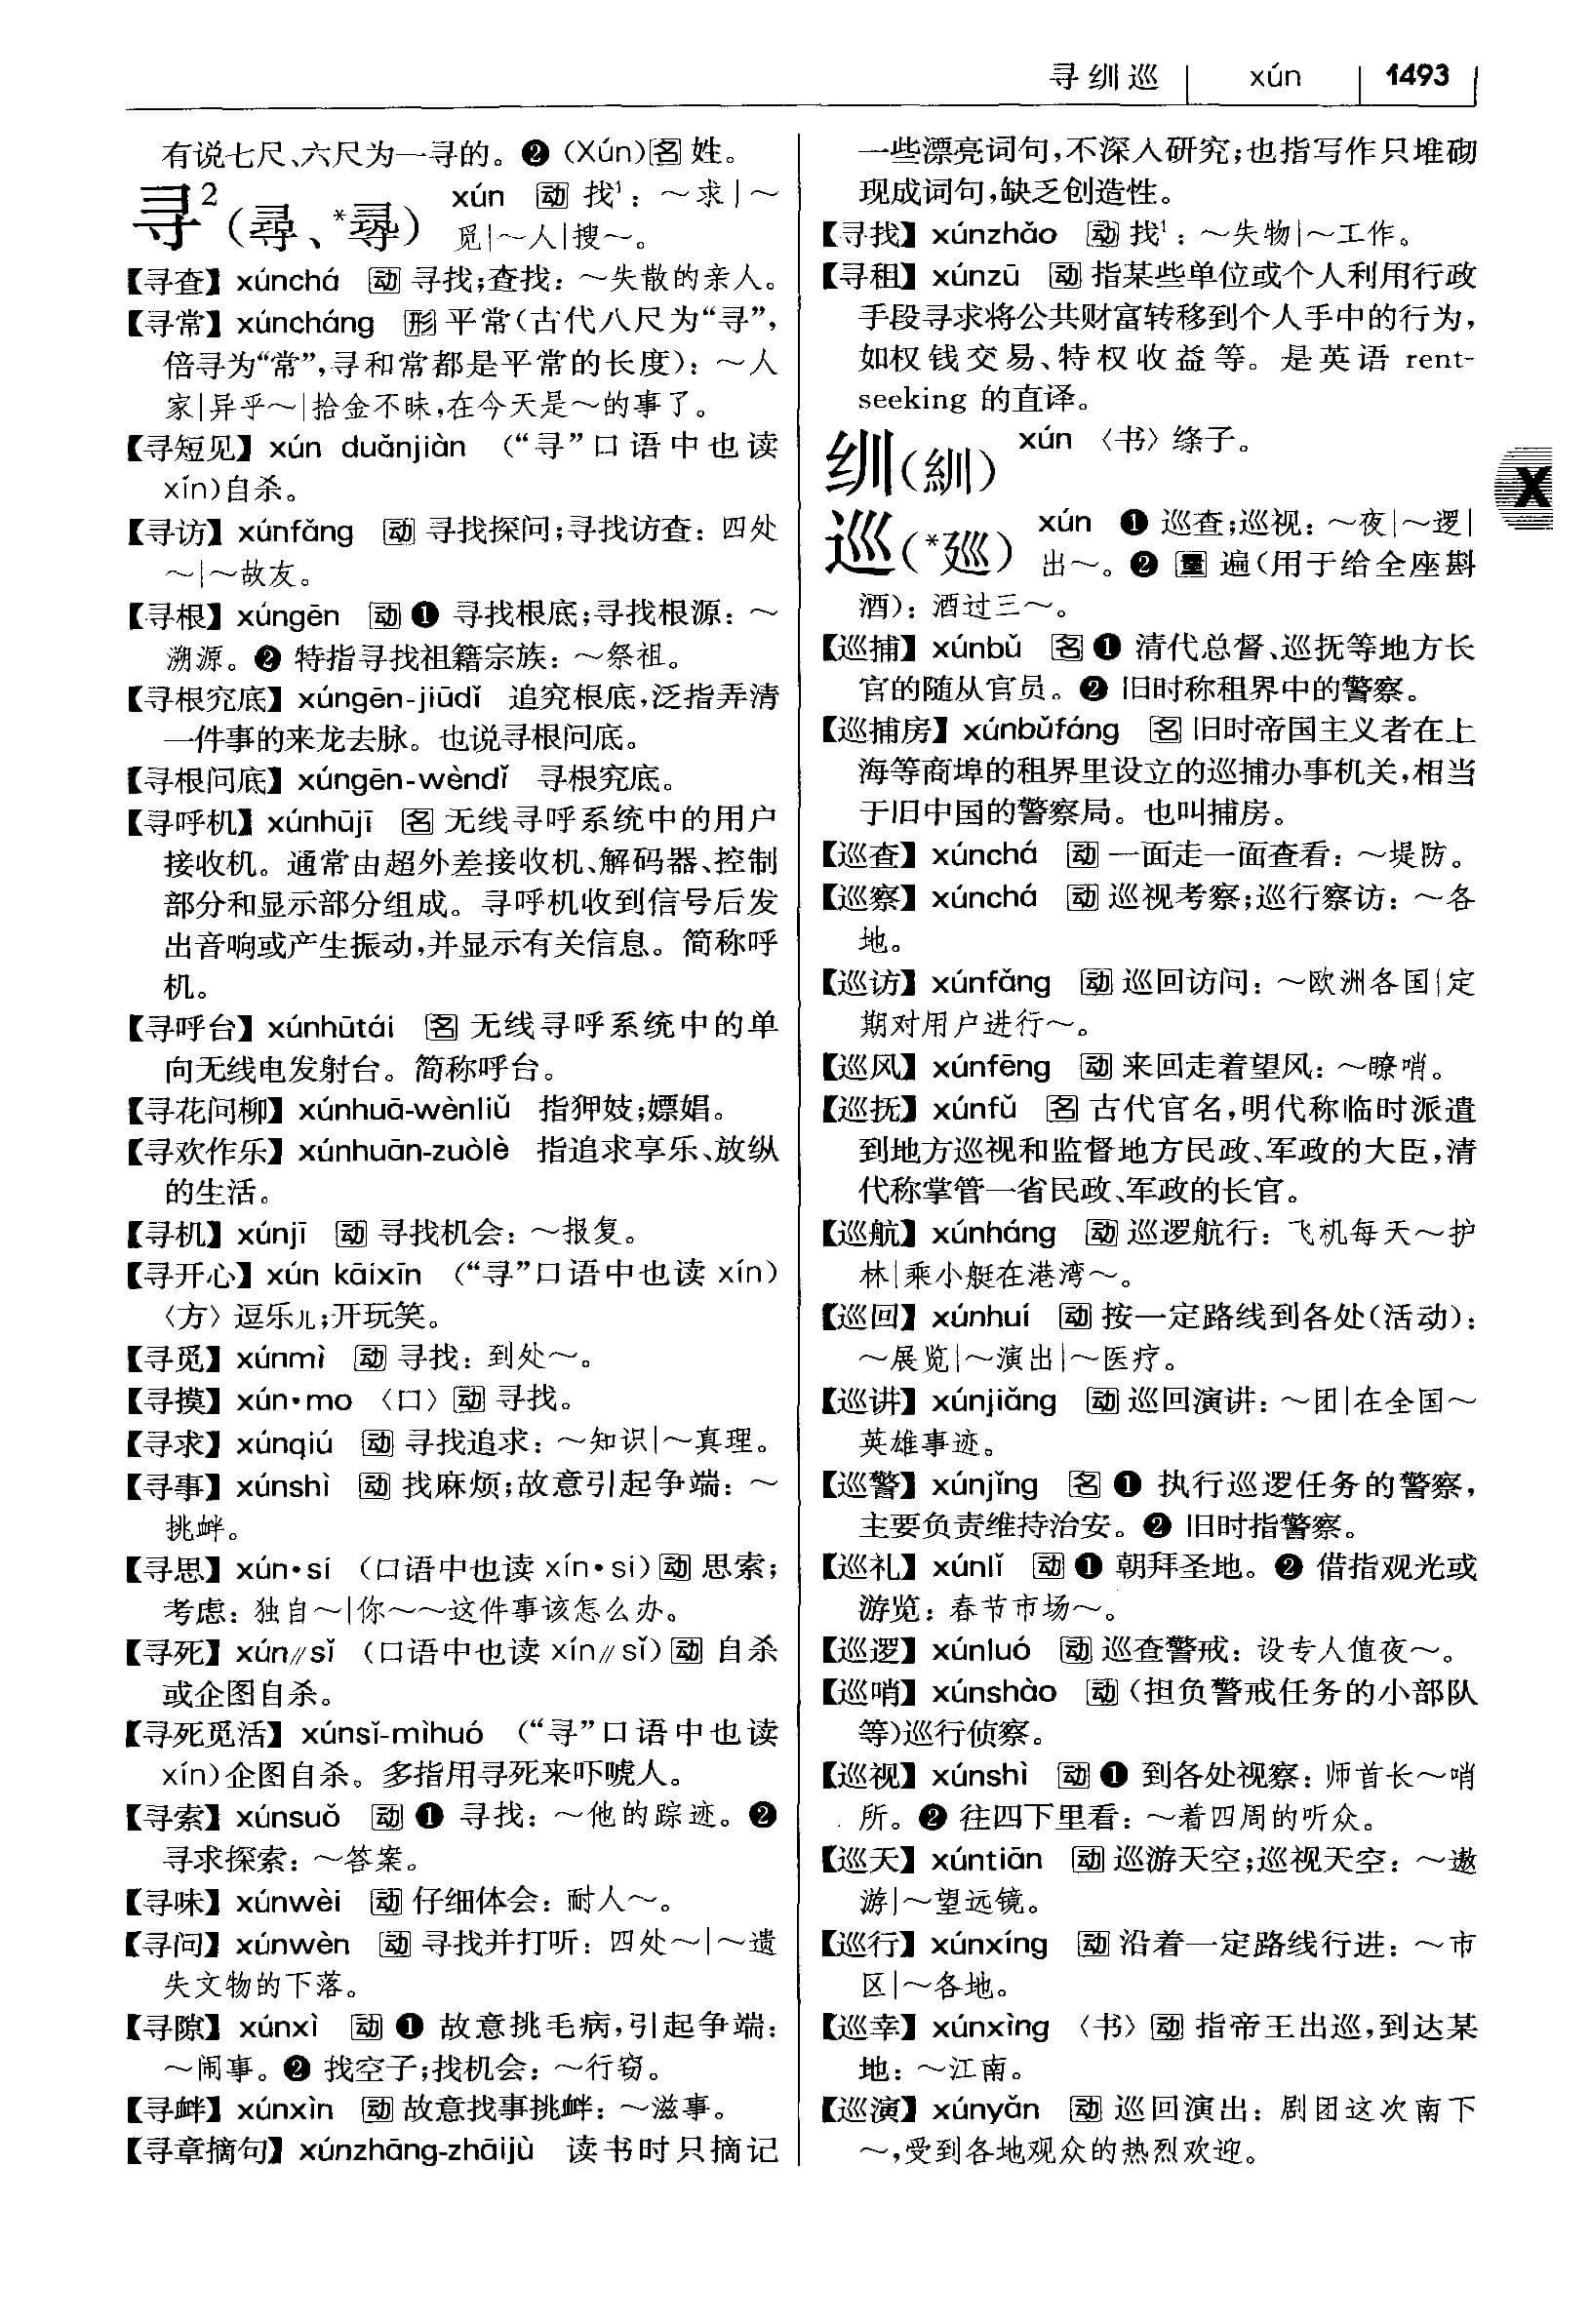 寻𬘓巡 xún 1493
有说七尺、六尺为一寻的。❷(Xún)名 姓。
寻²(尋、*尋) xún 动 找¹:～求|～
觅|～人|搜～。
【寻查】xúnchá 动 寻找;查找:～失散的亲人。
【寻常】xúncháng 形 平常(古代八尺为“寻”,
倍寻为“常”,寻和常都是平常的长度):～人
家|异乎～|拾金不昧,在今天是～的事了。
【寻短见】xún duǎnjiàn (“寻”口语中也读
xín)自杀。
【寻访】xúnfǎng 动 寻找探问;寻找访查:四处
～|～故友。
【寻根】xúngēn 动 ❶ 寻找根底;寻找根源:～
溯源。❷ 特指寻找祖籍宗族:～祭祖。
【寻根究底】xúngēn-jiūdǐ 追究根底,泛指弄清
一件事的来龙去脉。也说寻根问底。
【寻根问底】xúngēn-wèndǐ 寻根究底。
【寻呼机】xúnhūjī 名 无线寻呼系统中的用户
接收机。通常由超外差接收机、解码器、控制
部分和显示部分组成。寻呼机收到信号后发
出音响或产生振动,并显示有关信息。简称呼
机。
【寻呼台】xúnhūtái 名 无线寻呼系统中的单
向无线电发射台。简称呼台。
【寻花问柳】xúnhuā-wènliǔ 指狎妓;嫖娼。
【寻欢作乐】xúnhuān-zuòlè 指追求享乐、放纵
的生活。
【寻机】xúnjī 动 寻找机会:～报复。
【寻开心】xún kāixīn (“寻”口语中也读 xín)
〈方〉逗乐儿;开玩笑。
【寻觅】xúnmì 动 寻找:到处～。
【寻摸】xún•mo 〈口〉动 寻找。
【寻求】xúnqiú 动 寻找追求:～知识|～真理。
【寻事】xúnshì 动 找麻烦;故意引起争端:～
挑衅。
【寻思】xún•sí (口语中也读 xín•si)动 思索;
考虑:独自～|你～～这件事该怎么办。
【寻死】xún∥sǐ (口语中也读 xín∥sǐ)动 自杀
或企图自杀。
【寻死觅活】xúnsǐ-mìhuó (“寻”口语中也读
xín)企图自杀。多指用寻死来吓唬人。
【寻索】xúnsuǒ 动 ❶ 寻找:～他的踪迹。❷
寻求探索:～答案。
【寻味】xúnwèi 动 仔细体会:耐人～。
【寻问】xúnwèn 动 寻找并打听:四处～|～遗
失文物的下落。
【寻隙】xúnxì 动 ❶ 故意挑毛病,引起争端:
～闹事。❷ 找空子;找机会:～行窃。
【寻衅】xúnxìn 动 故意找事挑衅:～滋事。
【寻章摘句】xúnzhāng-zhāijù 读书时只摘记
一些漂亮词句,不深入研究;也指写作只堆砌
现成词句,缺乏创造性。
【寻找】xúnzhǎo 动 找¹:～失物|～工作。
【寻租】xúnzū 动 指某些单位或个人利用行政
手段寻求将公共财富转移到个人手中的行为,
如权钱交易、特权收益等。是英语 rent-
seeking 的直译。
𬘓(紃) xún 〈书〉绦子。
巡(*廵) xún ❶ 巡查;巡视:～夜|～逻|
出～。❷ 量 遍(用于给全座斟
酒):酒过三～。
【巡捕】xúnbǔ 名 ❶ 清代总督、巡抚等地方长
官的随从官员。❷ 旧时称租界中的警察。
【巡捕房】xúnbǔfáng 名 旧时帝国主义者在上
海等商埠的租界里设立的巡捕办事机关,相当
于旧中国的警察局。也叫捕房。
【巡查】xúnchá 动 一面走一面查看:～堤防。
【巡察】xúnchá 动 巡视考察;巡行察访:～各
地。
【巡访】xúnfǎng 动 巡回访问:～欧洲各国|定
期对用户进行～。
【巡风】xúnfēng 动 来回走着望风:～瞭哨。
【巡抚】xúnfǔ 名 古代官名,明代称临时派遣
到地方巡视和监督地方民政、军政的大臣,清
代称掌管一省民政、军政的长官。
【巡航】xúnháng 动 巡逻航行:飞机每天～护
林|乘小艇在港湾～。
【巡回】xúnhuí 动 按一定路线到各处(活动):
～展览|～演出|～医疗。
【巡讲】xúnjiǎng 动 巡回演讲:～团|在全国～
英雄事迹。
【巡警】xúnjǐng 名 ❶ 执行巡逻任务的警察,
主要负责维持治安。❷ 旧时指警察。
【巡礼】xúnlǐ 动 ❶ 朝拜圣地。❷ 借指观光或
游览:春节市场～。
【巡逻】xúnluó 动 巡查警戒:设专人值夜～。
【巡哨】xúnshào 动 (担负警戒任务的小部队
等)巡行侦察。
【巡视】xúnshì 动 ❶ 到各处视察:师首长～哨
所。❷ 往四下里看:～着四周的听众。
【巡天】xúntiān 动 巡游天空;巡视天空:～遨
游|～望远镜。
【巡行】xúnxíng 动 沿着一定路线行进:～市
区|～各地。
【巡幸】xúnxìng 〈书〉动 指帝王出巡,到达某
地:～江南。
【巡演】xúnyǎn 动 巡回演出:剧团这次南下
～,受到各地观众的热烈欢迎。
X